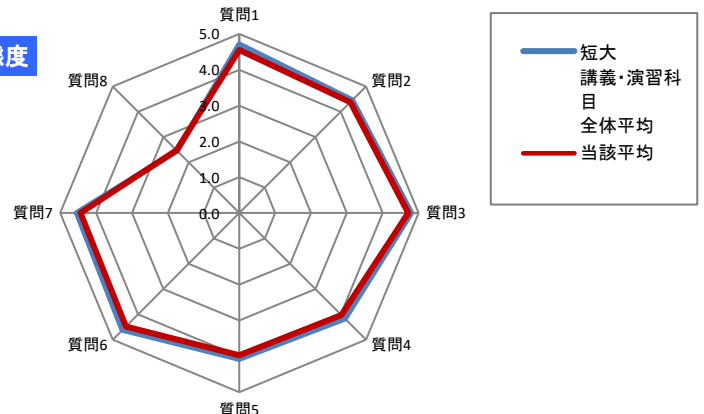 態度
質問1
質問2
質問3
質問4
質問5
質問6
質問7
質問8
5.0
4.0
3.0
2.0
1.0
0.0
短大
講義・演習科
目
全体平均
当該平均